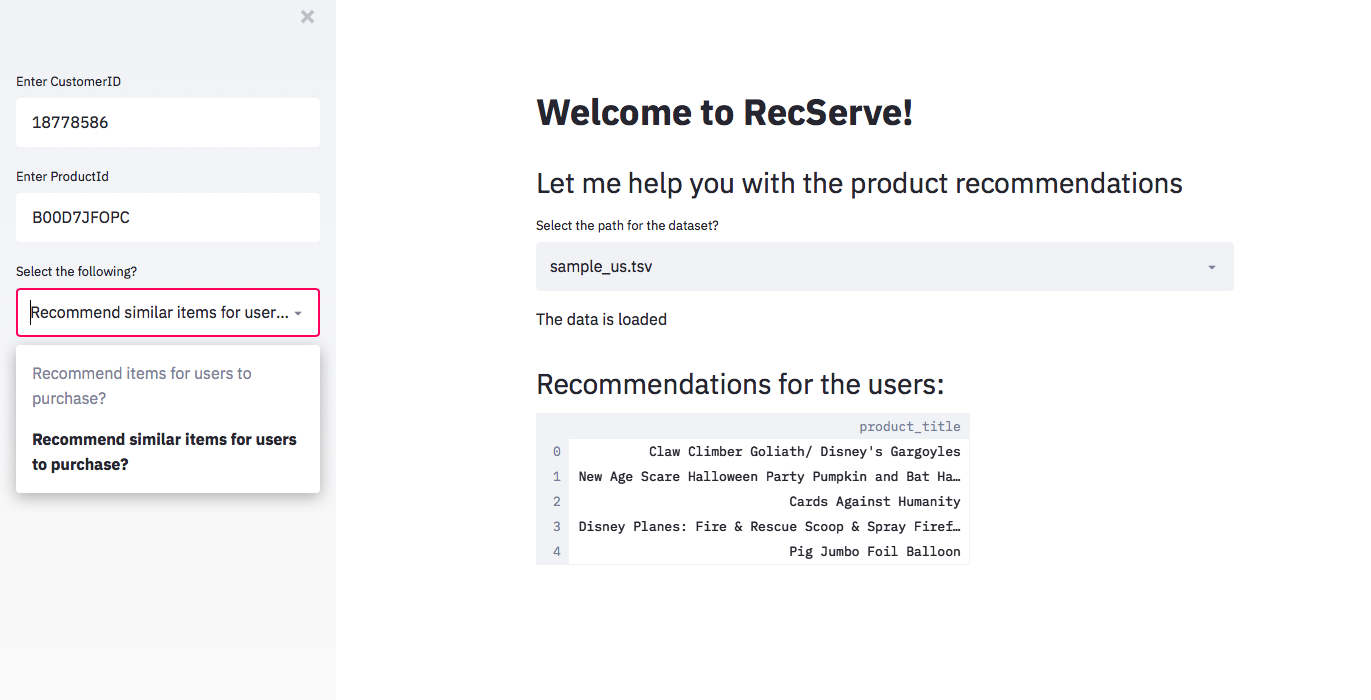 ×
Enter CustomerID
18778586
Enter ProductId
B00D7JFOPC
Select the following?
Recommend similar items for user...
Recommend items for users to
purchase?
Recommend similar items for users
to purchase?
Welcome to RecServe!
Let me help you with the product recommendations
Select the path for the dataset?
sample_us.tsv
The data is loaded
Recommendations for the users:
product_title
0 Claw Climber Goliath/ Disney's Gargoyles
1 New Age Scare Halloween Party Pumpkin and Bat Ha…
2 Cards Against Humanity
3 Disney Planes: Fire & Rescue Scoop & Spray Firef…
4 Pig Jumbo Foil Balloon